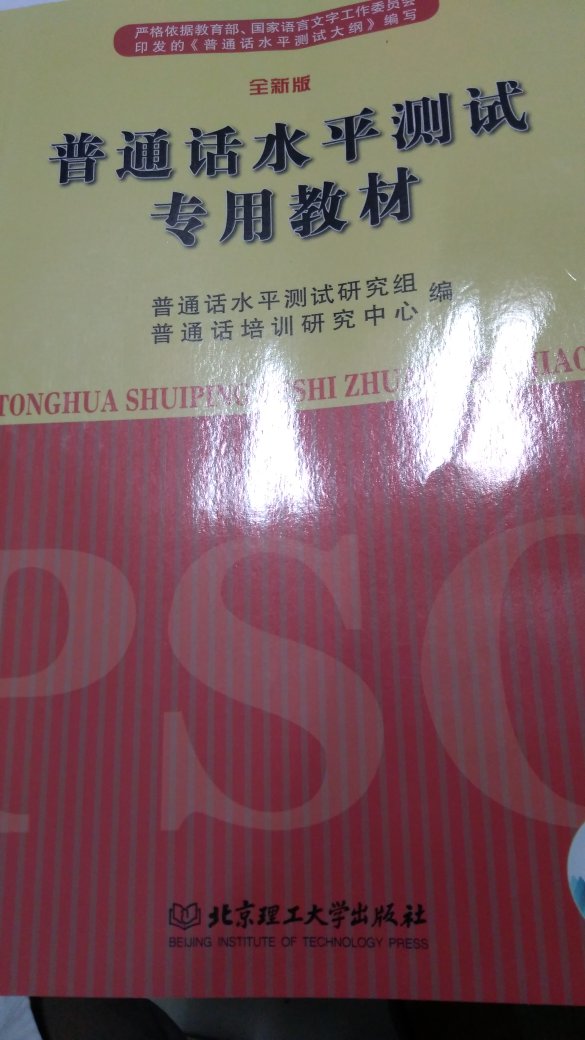 严格依据教育部、国家语言文字工作委员会
印发的《普通话水平测试大纲》编写
全新版
普通话水平测试
专用教材
普通话水平测试研究组
普通话培训研究中心
编
TONGHUA SHUIPING SHI
PSC
北京理工大学出版社
BEIJING INSTITUTE OF TECHNOLOGY PRESS